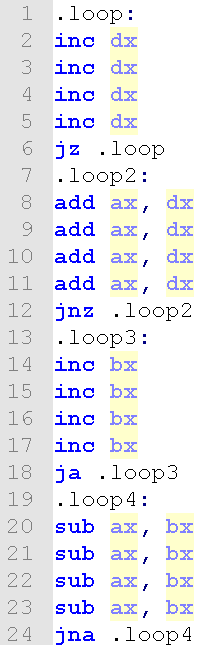 1 .loop:
2 inc dx
3 inc dx
4 inc dx
5 inc dx
6 jz .loop
7 .loop2:
8 add ax, dx
9 add ax, dx
10 add ax, dx
11 add ax, dx
12 jnz .loop2
13 .loop3:
14 inc bx
15 inc bx
16 inc bx
17 inc bx
18 ja .loop3
19 .loop4:
20 sub ax, bx
21 sub ax, bx
22 sub ax, bx
23 sub ax, bx
24 jna .loop4